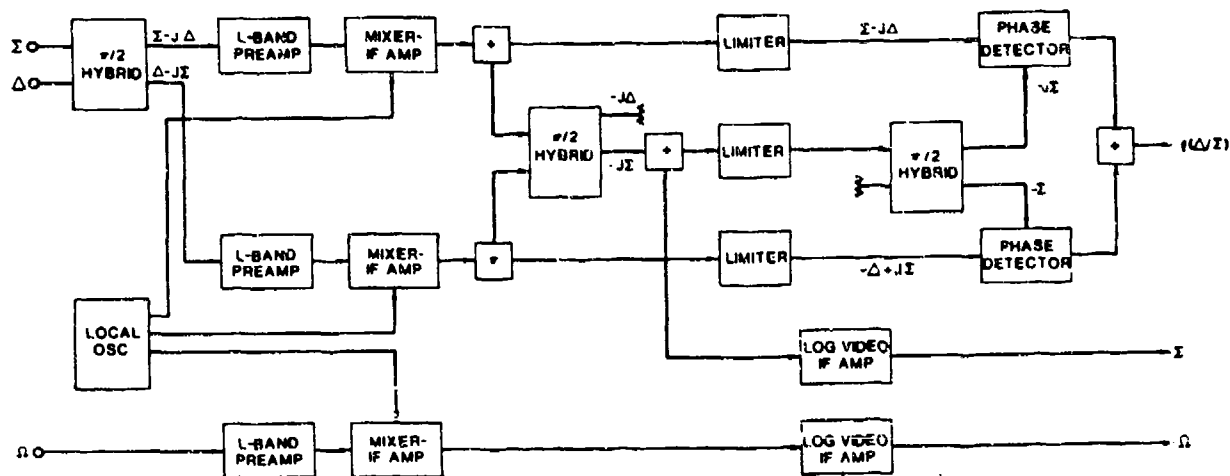 Σ
Δ
π/2
HYBRID
Σ-JΔ
Δ-JΣ
L-BAND
PREAMP
MIXER-
IF AMP
+
LIMITER
Σ-JΔ
PHASE
DETECTOR
π/2
HYBRID
-JΔ
-JΣ
+
LIMITER
π/2
HYBRID
-JΣ
-Σ
+
f(Δ/Σ)
L-BAND
PREAMP
MIXER-
IF AMP
LIMITER
-Δ+JΣ
PHASE
DETECTOR
LOCAL
OSC
LOG VIDEO
IF AMP
Σ
Ω
L-BAND
PREAMP
MIXER-
IF AMP
LOG VIDEO
IF AMP
Ω